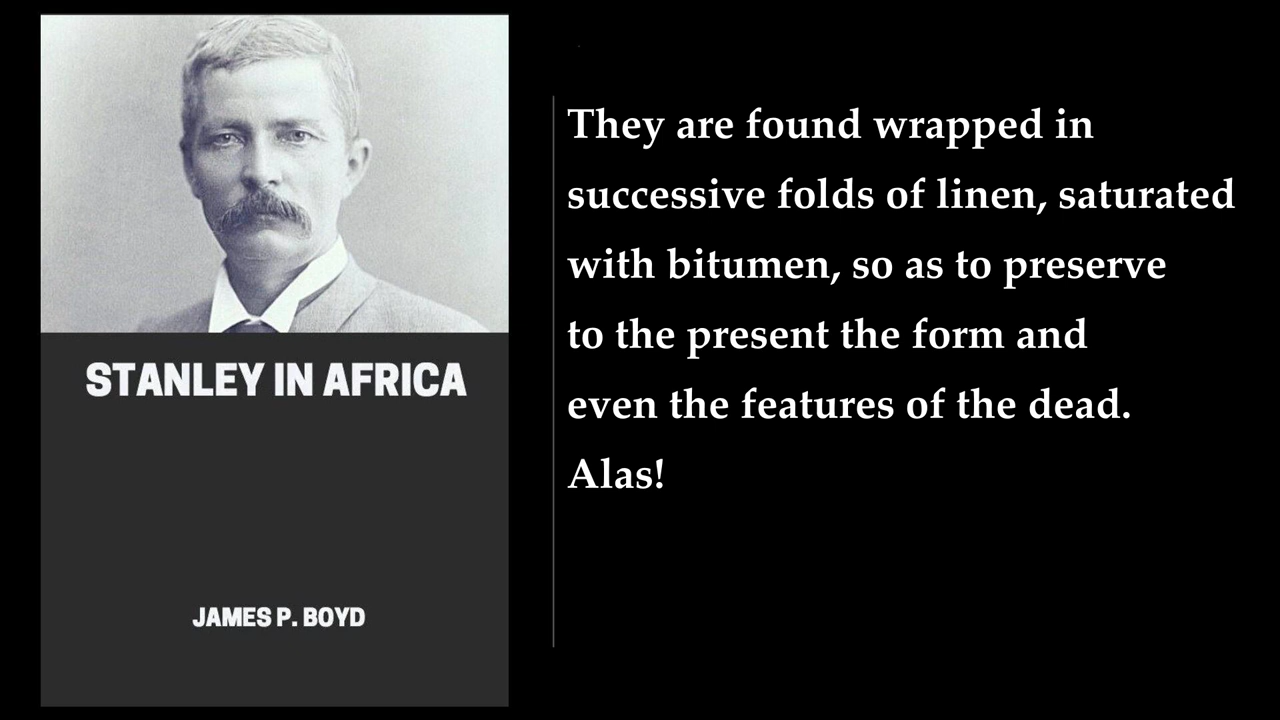 STANLEY IN AFRICA
JAMES P. BOYD
They are found wrapped in
successive folds of linen, saturated
with bitumen, so as to preserve
to the present the form and
even the features of the dead.
Alas!